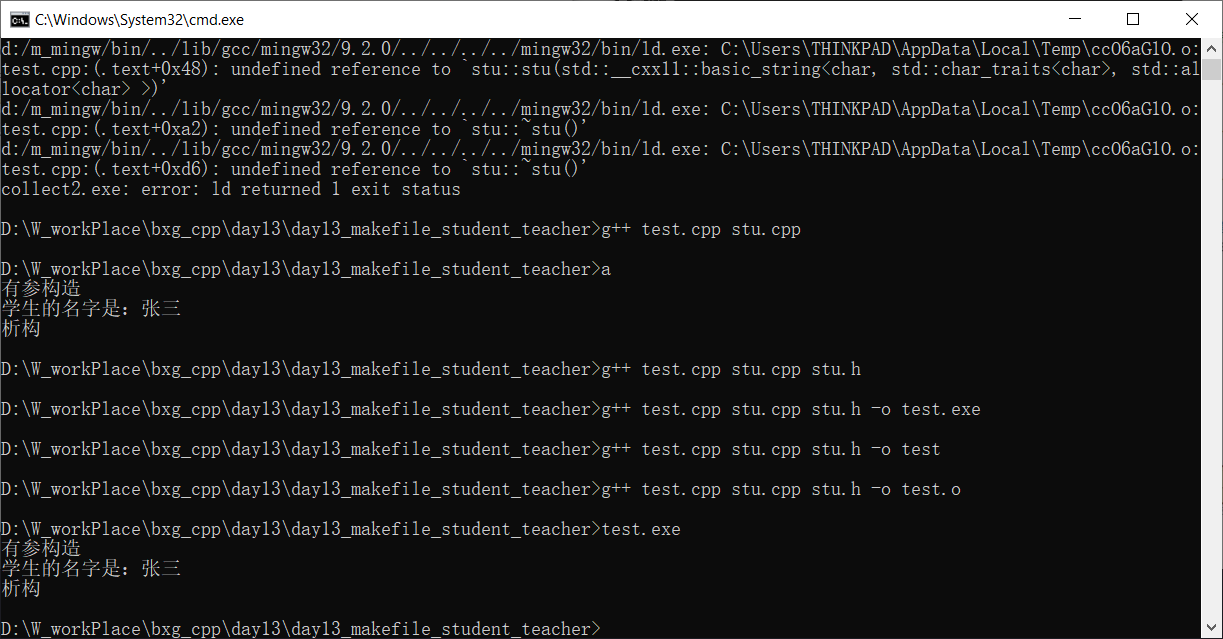 C:\Windows\System32\cmd.exe
d:/m_mingw/bin/../lib/gcc/mingw32/9.2.0/../../../../mingw32/bin/ld.exe: C:\Users\THINKPAD\AppData\Local\Temp\ccO6aGlO.o:
test.cpp:(.text+0x48): undefined reference to `stu::stu(std::__cxx11::basic_string<char, std::char_traits<char>, std::al
locator<char> >)'
d:/m_mingw/bin/../lib/gcc/mingw32/9.2.0/../../../../mingw32/bin/ld.exe: C:\Users\THINKPAD\AppData\Local\Temp\ccO6aGlO.o:
test.cpp:(.text+0xa2): undefined reference to `stu::~stu()'
d:/m_mingw/bin/../lib/gcc/mingw32/9.2.0/../../../../mingw32/bin/ld.exe: C:\Users\THINKPAD\AppData\Local\Temp\ccO6aGlO.o:
test.cpp:(.text+0xd6): undefined reference to `stu::~stu()'
collect2.exe: error: ld returned 1 exit status
D:\W_workPlace\bxg_cpp\day13\day13_makefile_student_teacher>g++ test.cpp stu.cpp
D:\W_workPlace\bxg_cpp\day13\day13_makefile_student_teacher>a
有参构造
学生的名字是：张三
析构
D:\W_workPlace\bxg_cpp\day13\day13_makefile_student_teacher>g++ test.cpp stu.cpp stu.h
D:\W_workPlace\bxg_cpp\day13\day13_makefile_student_teacher>g++ test.cpp stu.cpp stu.h -o test.exe
D:\W_workPlace\bxg_cpp\day13\day13_makefile_student_teacher>g++ test.cpp stu.cpp stu.h -o test
D:\W_workPlace\bxg_cpp\day13\day13_makefile_student_teacher>g++ test.cpp stu.cpp stu.h -o test.o
D:\W_workPlace\bxg_cpp\day13\day13_makefile_student_teacher>test.exe
有参构造
学生的名字是：张三
析构
D:\W_workPlace\bxg_cpp\day13\day13_makefile_student_teacher>